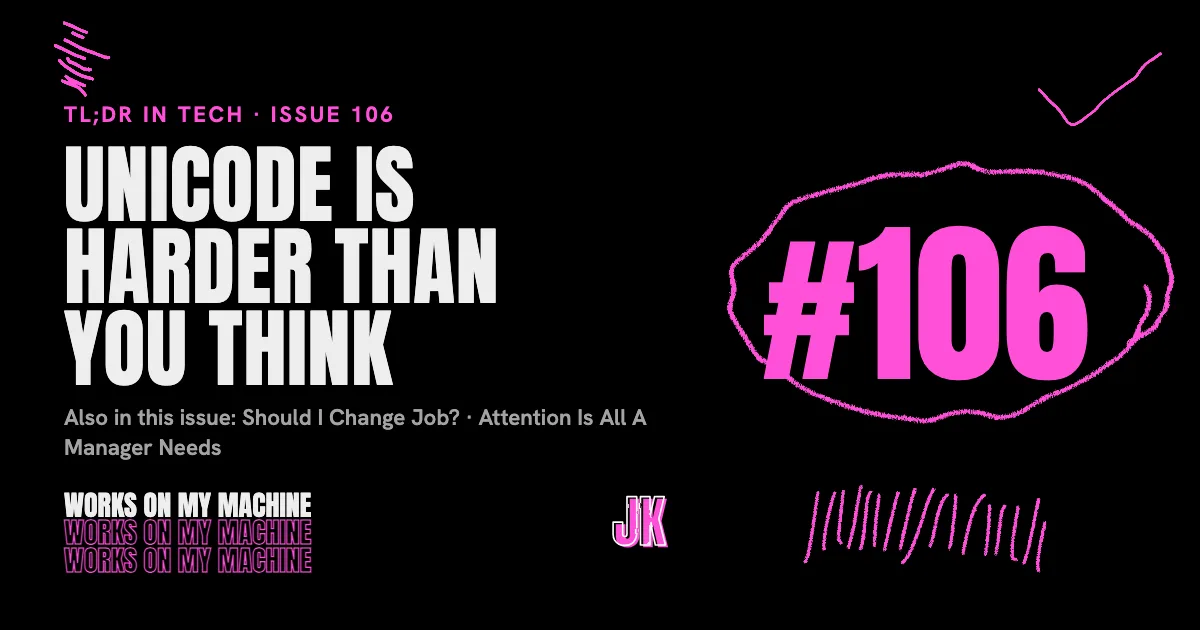 TL;DR IN TECH · ISSUE 106
UNICODE IS
HARDER THAN
YOU THINK
#106
Also in this issue: Should I Change Job? · Attention Is All A
Manager Needs
WORKS ON MY MACHINE
WORKS ON MY MACHINE
WORKS ON MY MACHINE
JK